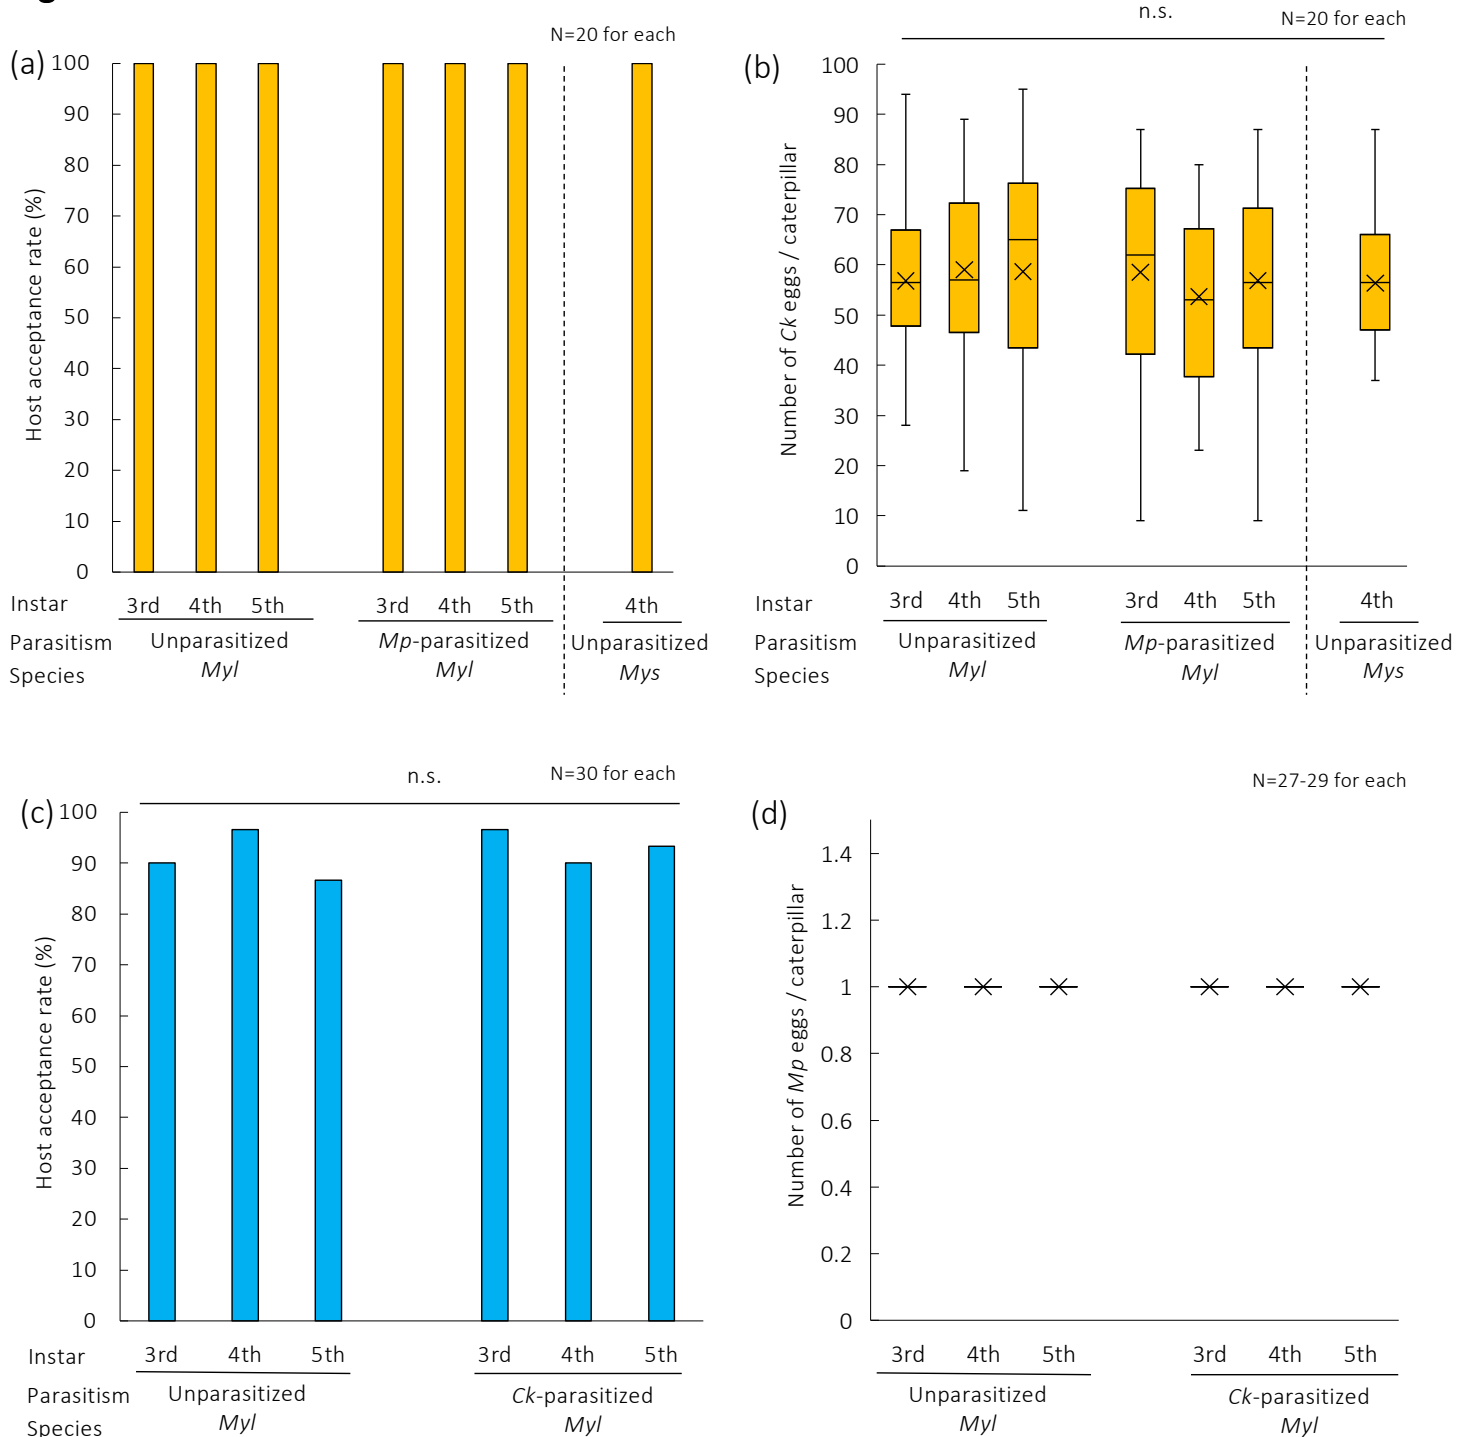 N=20 for each
(a)
Host acceptance rate (%)
100
90
80
70
60
50
40
30
20
10
0
Instar 3rd 4th 5th 3rd 4th 5th 4th
Parasitism Unparasitized Mp-parasitized Unparasitized
Species Myl Myl Mys
n.s. N=20 for each
(b)
Number of Ck eggs / caterpillar
100
90
80
70
60
50
40
30
20
10
0
Instar 3rd 4th 5th 3rd 4th 5th 4th
Parasitism Unparasitized Mp-parasitized Unparasitized
Species Myl Myl Mys
n.s. N=30 for each
(c)
Host acceptance rate (%)
100
90
80
70
60
50
40
30
20
10
0
Instar 3rd 4th 5th 3rd 4th 5th
Parasitism Unparasitized Ck-parasitized
Species Myl Myl
N=27-29 for each
(d)
Number of Mp eggs / caterpillar
1.4
1.2
1
0.8
0.6
0.4
0.2
0
3rd 4th 5th 3rd 4th 5th
Unparasitized Ck-parasitized
Myl Myl